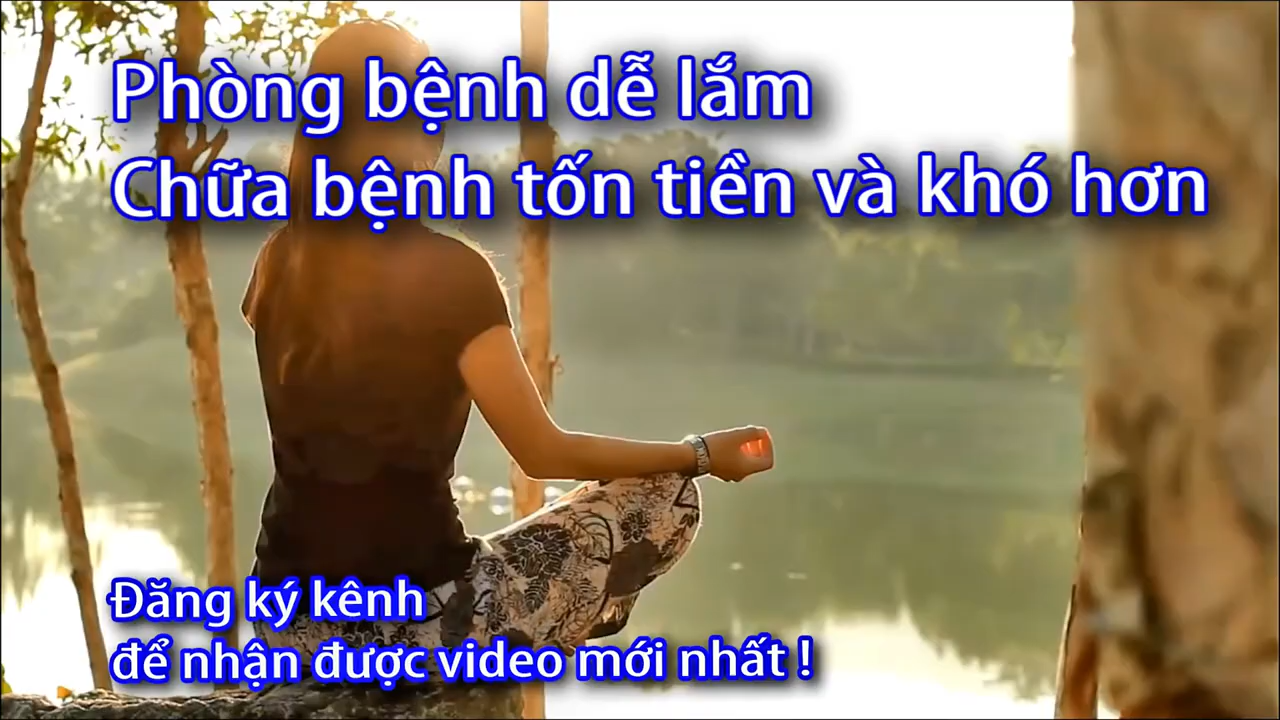 Phòng bệnh dễ lắm
Chữa bệnh tốn tiền và khó hơn
Đăng ký kênh
để nhận được video mới nhất !